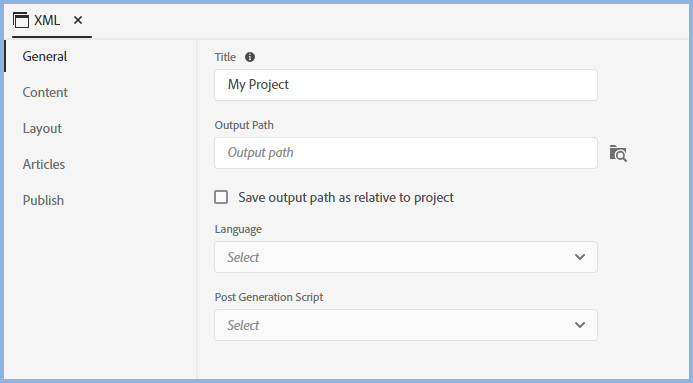 XML
General
Content
Layout
Articles
Publish
Title
My Project
Output Path
Output path
Save output path as relative to project
Language
Select
Post Generation Script
Select